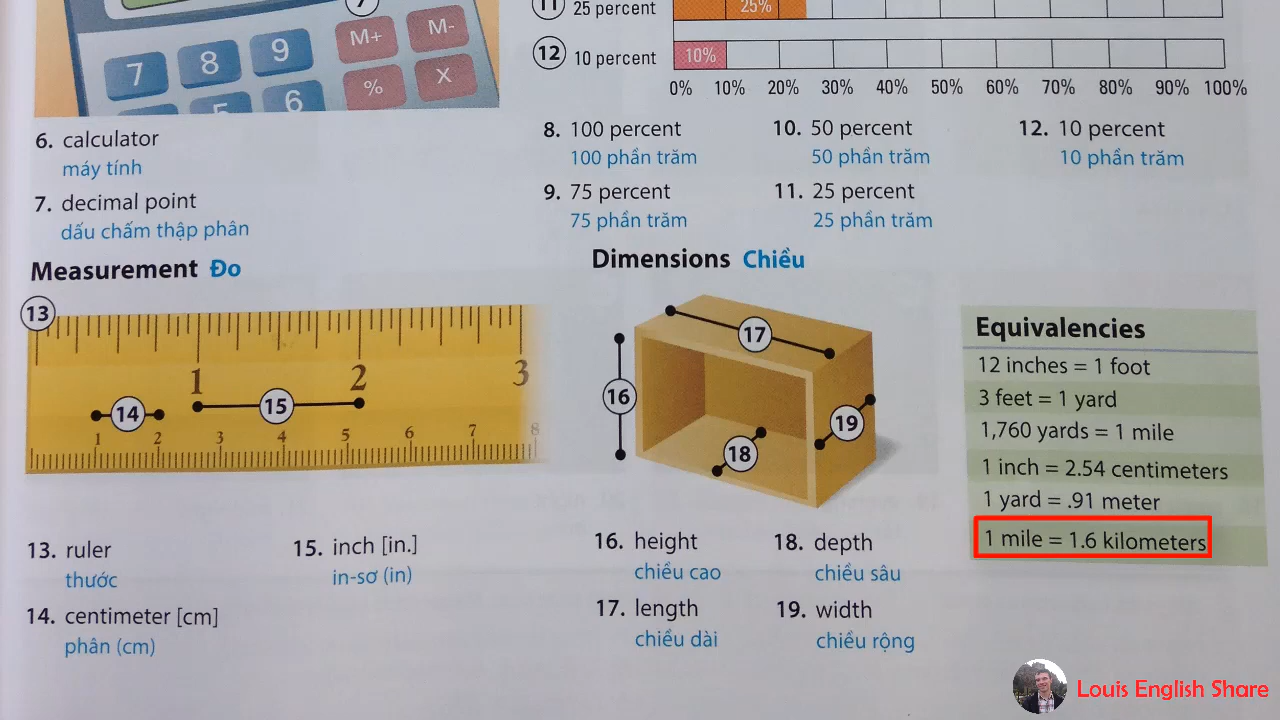 7
11 25 percent
25%
M+
M-
7
8
9
%
X
5
6
12 10 percent
10%
0% 10% 20% 30% 40% 50% 60% 70% 80% 90% 100%
6. calculator
máy tính
7. decimal point
dấu chấm thập phân
8. 100 percent
100 phần trăm
9. 75 percent
75 phần trăm
10. 50 percent
50 phần trăm
11. 25 percent
25 phần trăm
12. 10 percent
10 phần trăm
Measurement Đo
13
1 2 3
14
15
1 2 3 4 5 6 7 8
13. ruler
thước
14. centimeter [cm]
phân (cm)
15. inch [in.]
in-sơ (in)
Dimensions Chiều
17
16
19
18
16. height
chiều cao
17. length
chiều dài
18. depth
chiều sâu
19. width
chiều rộng
Equivalencies
12 inches = 1 foot
3 feet = 1 yard
1,760 yards = 1 mile
1 inch = 2.54 centimeters
1 yard = .91 meter
1 mile = 1.6 kilometers
Louis English Share